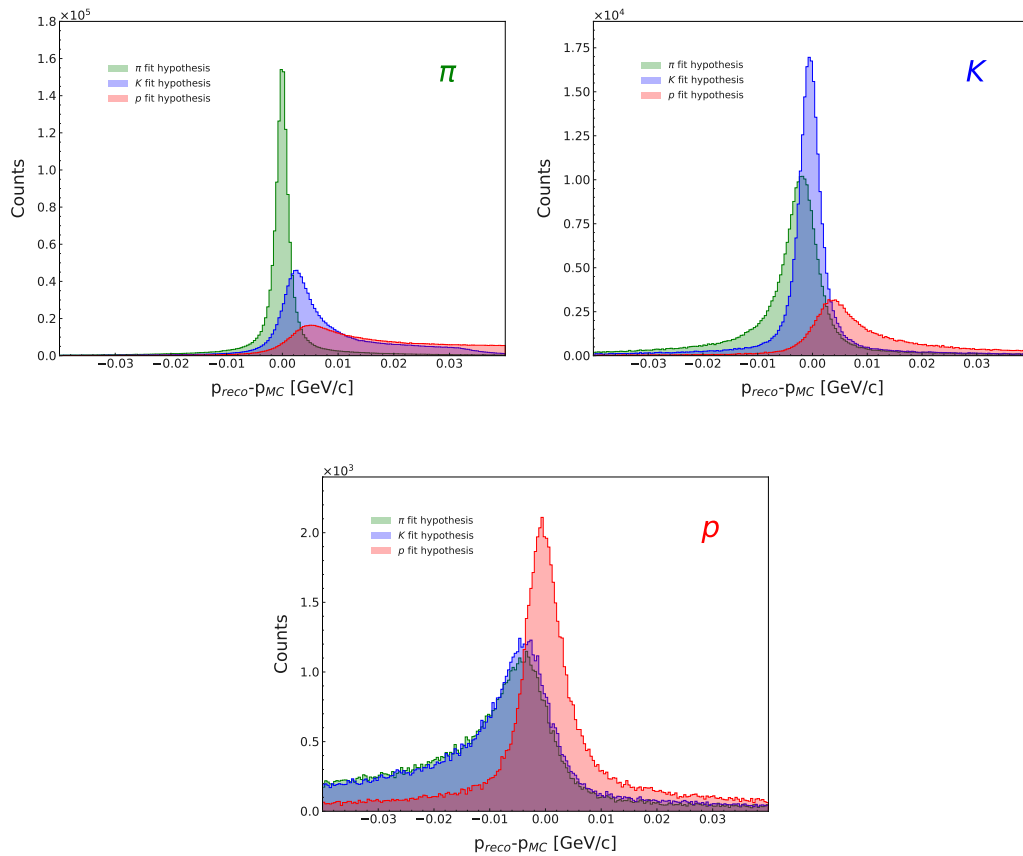 ×10⁵
1.8
1.6
1.4
1.2
1.0
0.8
0.6
0.4
0.2
0.0
Counts
π fit hypothesis
K fit hypothesis
p fit hypothesis
π
−0.03 −0.02 −0.01 0.00 0.01 0.02 0.03
p_reco-p_MC [GeV/c]
×10⁴
1.75
1.50
1.25
1.00
0.75
0.50
0.25
0.00
Counts
π fit hypothesis
K fit hypothesis
p fit hypothesis
K
−0.03 −0.02 −0.01 0.00 0.01 0.02 0.03
p_reco-p_MC [GeV/c]
×10³
2.0
1.5
1.0
0.5
0.0
Counts
π fit hypothesis
K fit hypothesis
p fit hypothesis
p
−0.03 −0.02 −0.01 0.00 0.01 0.02 0.03
p_reco-p_MC [GeV/c]